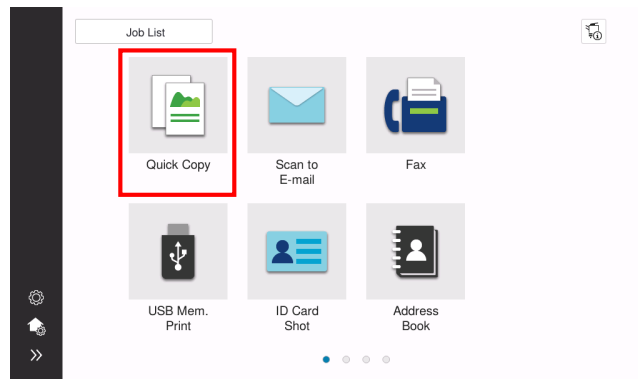 Job List
Quick Copy
Scan to
E-mail
Fax
USB Mem.
Print
ID Card
Shot
Address
Book